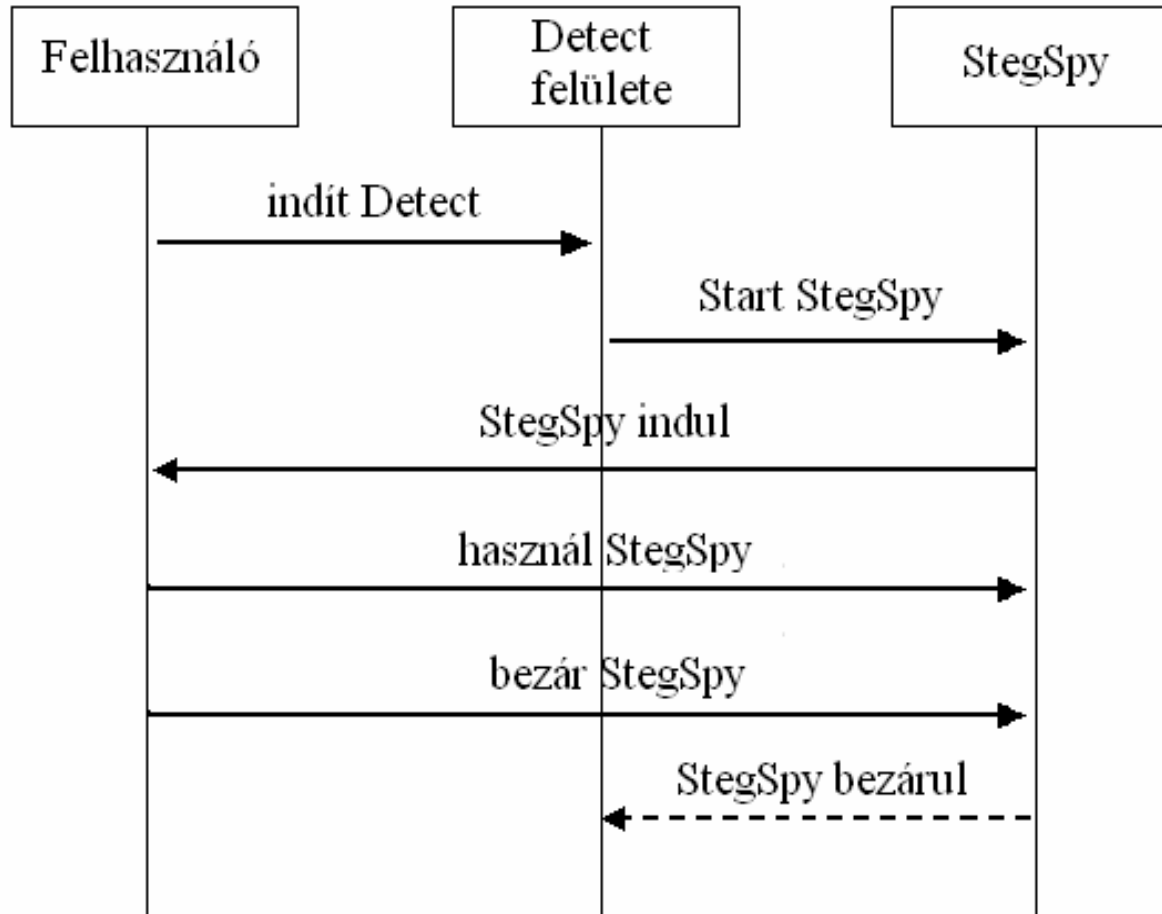 Felhasználó
Detect
felülete
StegSpy
indít Detect
Start StegSpy
StegSpy indul
használ StegSpy
bezár StegSpy
StegSpy bezárul